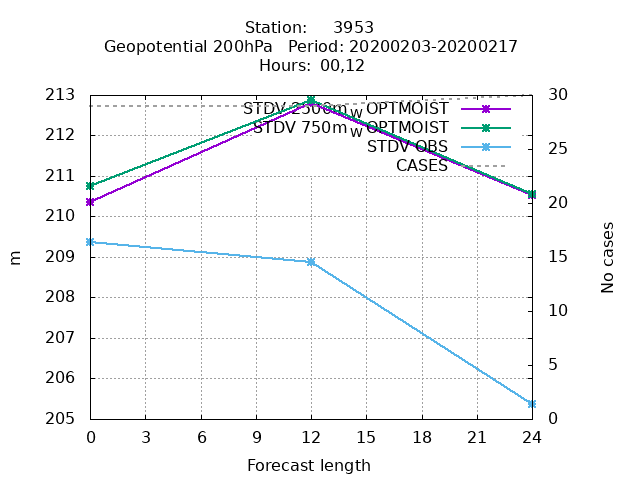 Station:     3953
Geopotential 200hPa   Period: 20200203-20200217
Hours:  00,12
213
212
211
210
209
208
207
206
205
m
30
25
20
15
10
5
0
No cases
STDV 2500m_W OPTMOIST
STDV 750m_W OPTMOIST
STDV OBS
CASES
0 3 6 9 12 15 18 21 24
Forecast length